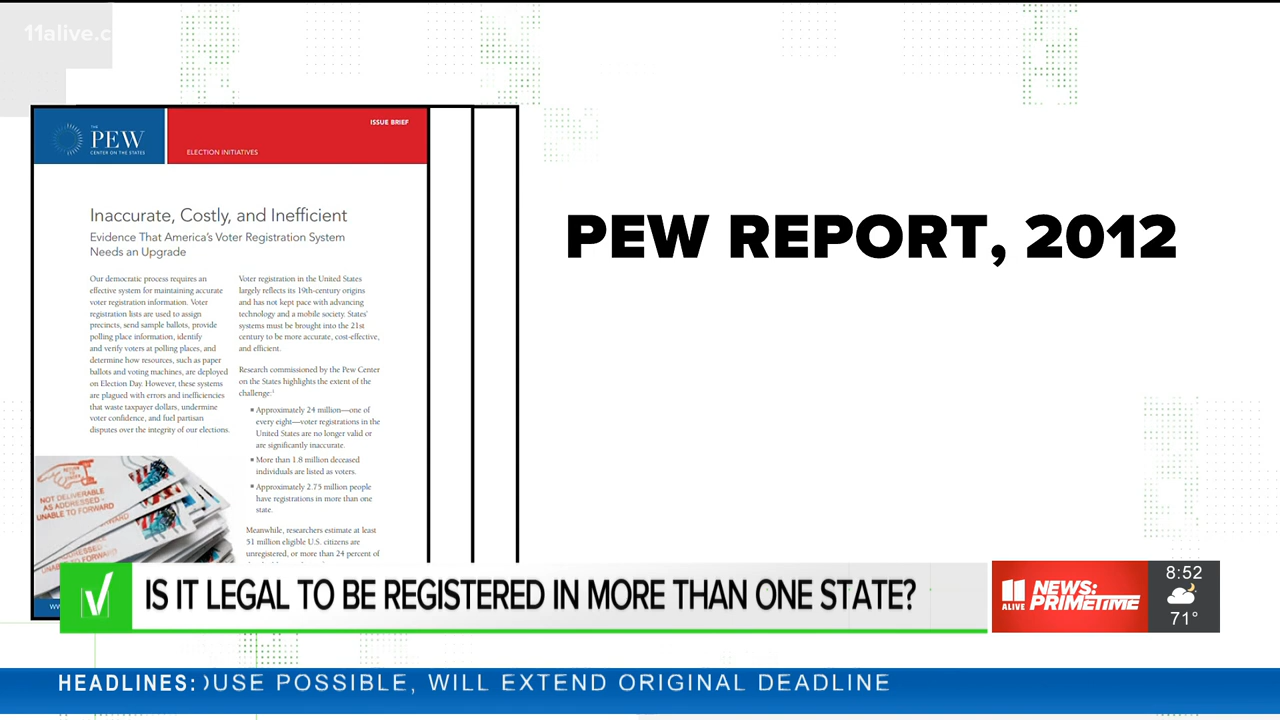 11alive.c
THE
PEW
CENTER ON THE STATES
ISSUE BRIEF
ELECTION INITIATIVES
Inaccurate, Costly, and Inefficient
Evidence That America's Voter Registration System
Needs an Upgrade
Our democratic process requires an
effective system for maintaining accurate
voter registration information. Voter
registration lists are used to assign
precincts, send sample ballots, provide
polling place information, identify
and verify voters at polling places, and
determine how resources, such as paper
ballots and voting machines, are deployed
on Election Day. However, these systems
are plagued with errors and inefficiencies
that waste taxpayer dollars, undermine
voter confidence, and fuel partisan
disputes over the integrity of our elections.
Voter registration in the United States
largely reflects its 19th-century origins
and has not kept pace with advancing
technology and a mobile society. States'
systems must be brought into the 21st
century to be more accurate, cost-effective,
and efficient.
Research commissioned by the Pew Center
on the States highlights the extent of the
challenge:¹
▪ Approximately 24 million—one of
every eight—voter registrations in the
United States are no longer valid or
are significantly inaccurate.
▪ More than 1.8 million deceased
individuals are listed as voters.
▪ Approximately 2.75 million people
have registrations in more than one
state.
Meanwhile, researchers estimate at least
51 million eligible U.S. citizens are
unregistered, or more than 24 percent of
RETURN
TO
NOT DELIVERABLE
AS ADDRESSED -
UNABLE TO FORWARD
PEW REPORT, 2012
IS IT LEGAL TO BE REGISTERED IN MORE THAN ONE STATE?
11
ALIVE
NEWS:
PRIMETIME
8:52
71°
HEADLINES: OUSE POSSIBLE, WILL EXTEND ORIGINAL DEADLINE